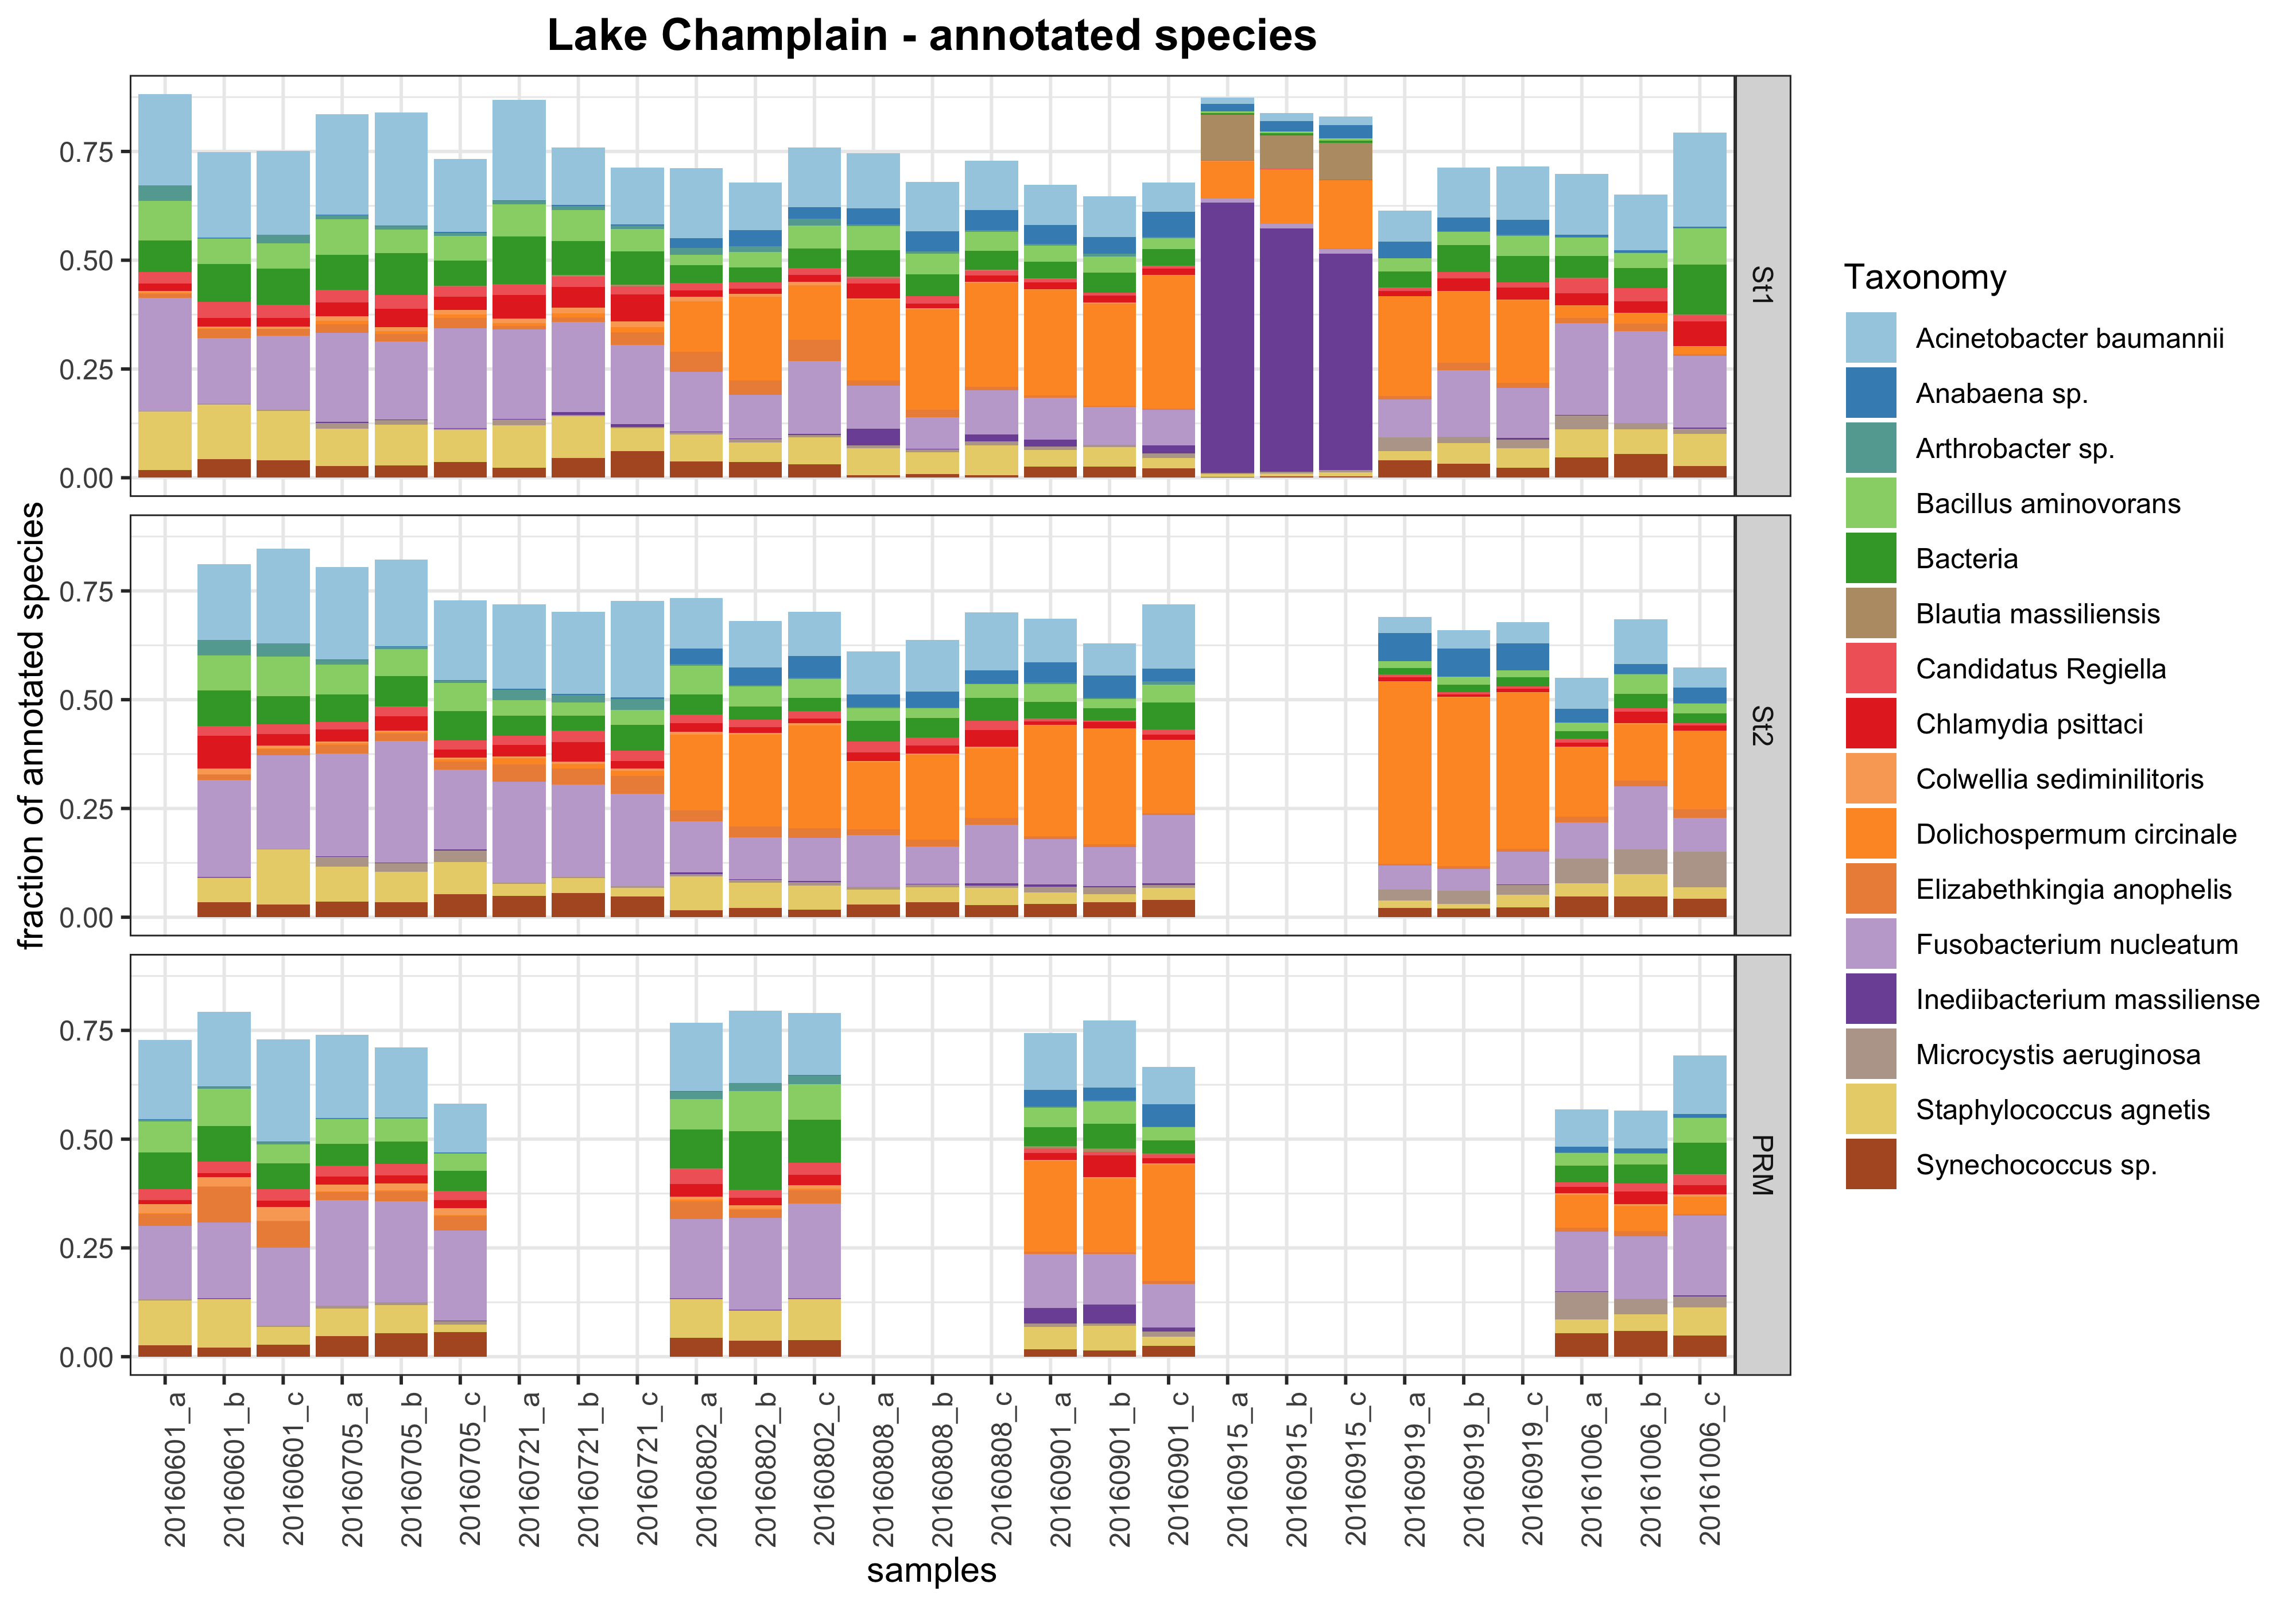 Lake Champlain - annotated species
fraction of annotated species
0.75
0.50
0.25
0.00
St1
0.75
0.50
0.25
0.00
St2
0.75
0.50
0.25
0.00
PRM
20160601_a
20160601_b
20160601_c
20160705_a
20160705_b
20160705_c
20160721_a
20160721_b
20160721_c
20160802_a
20160802_b
20160802_c
20160808_a
20160808_b
20160808_c
20160901_a
20160901_b
20160901_c
20160915_a
20160915_b
20160915_c
20160919_a
20160919_b
20160919_c
20161006_a
20161006_b
20161006_c
samples
Taxonomy
Acinetobacter baumannii
Anabaena sp.
Arthrobacter sp.
Bacillus aminovorans
Bacteria
Blautia massiliensis
Candidatus Regiella
Chlamydia psittaci
Colwellia sediminilitoris
Dolichospermum circinale
Elizabethkingia anophelis
Fusobacterium nucleatum
Inediibacterium massiliense
Microcystis aeruginosa
Staphylococcus agnetis
Synechococcus sp.